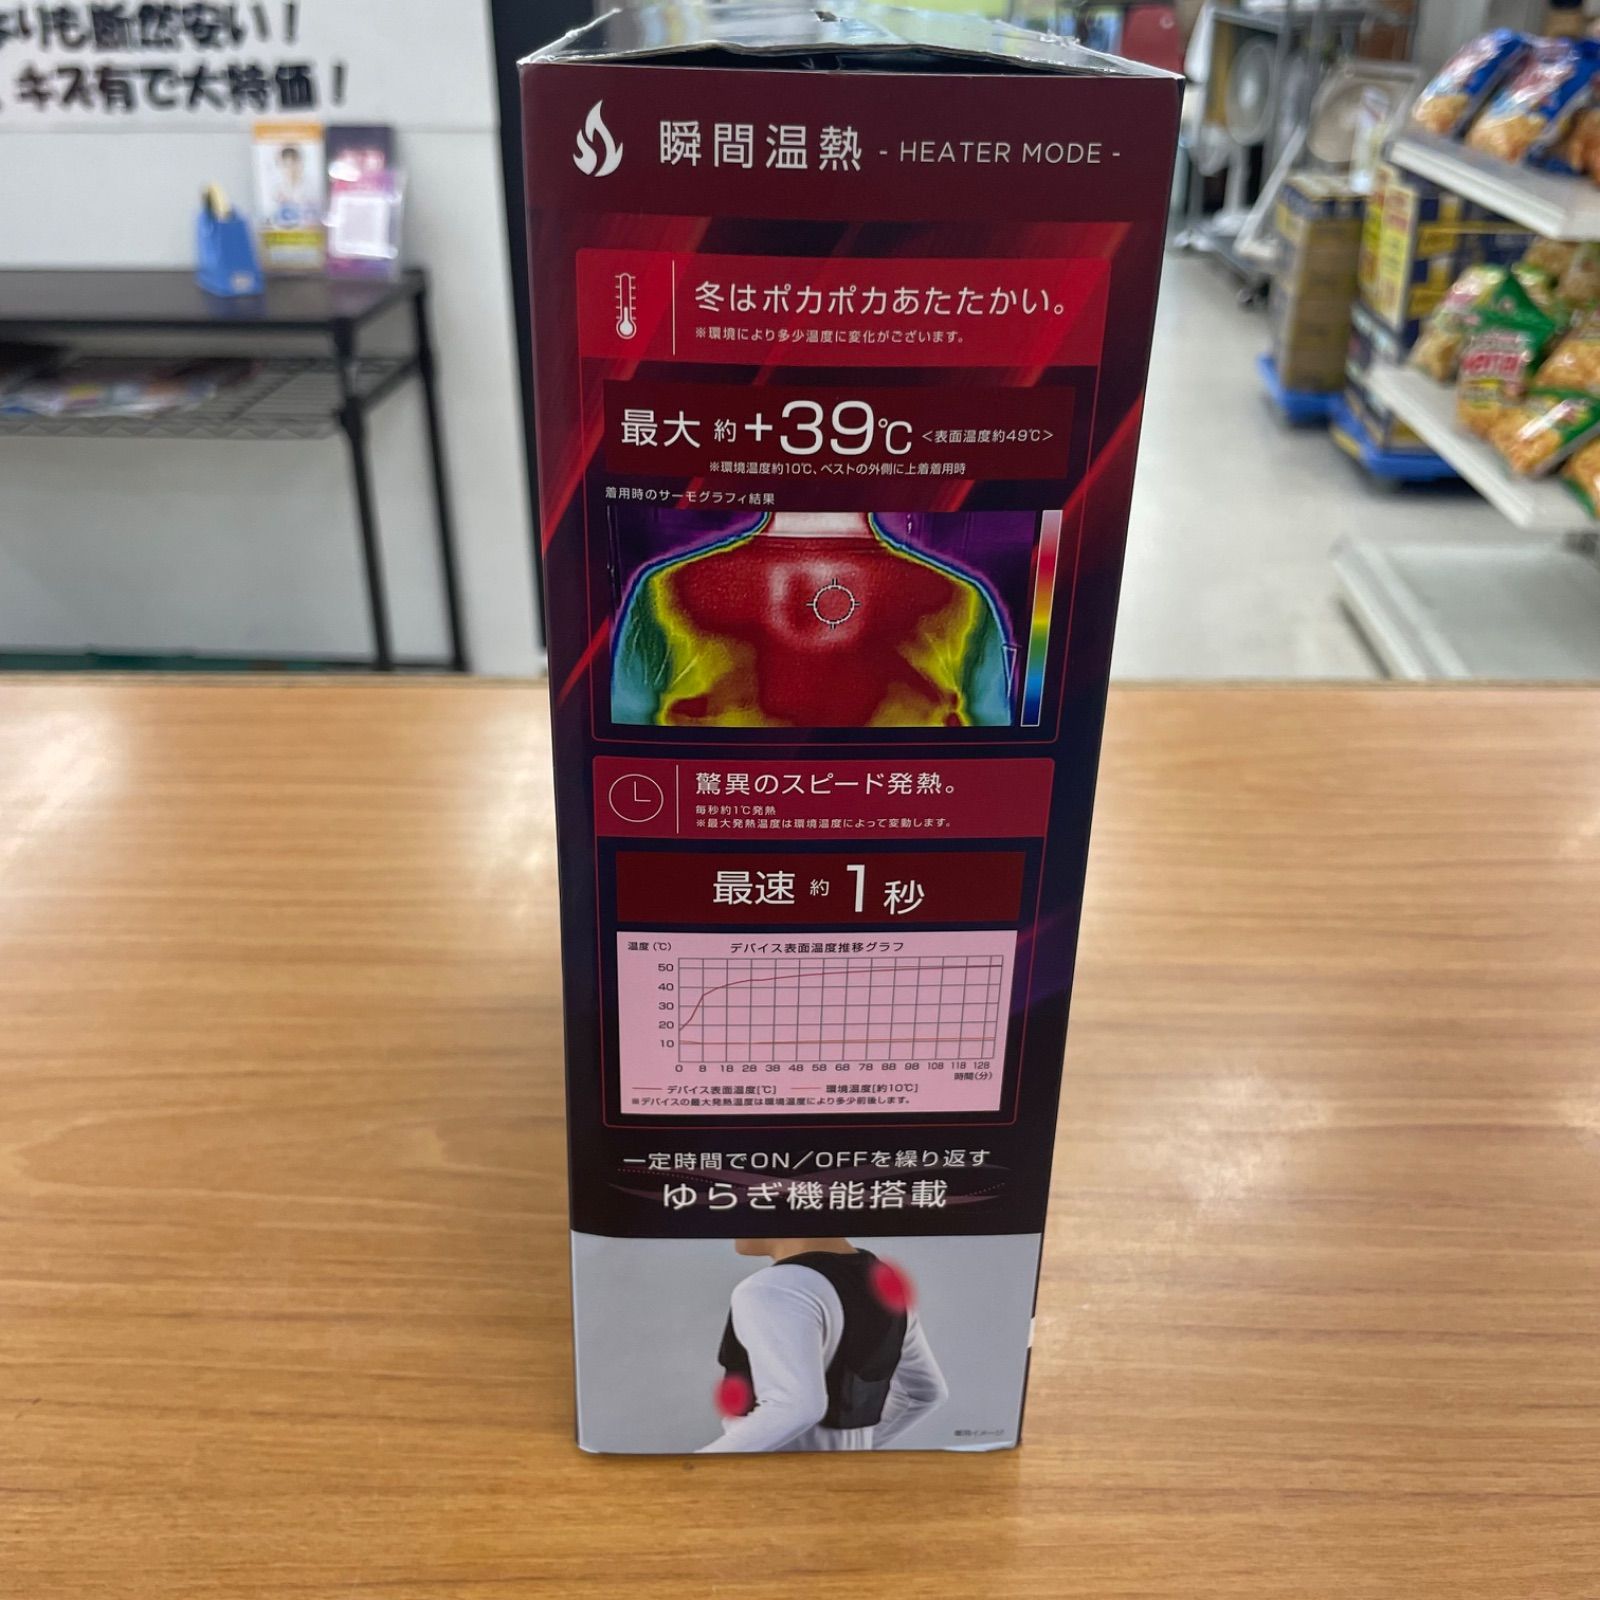 断然安い！
キズ有で大特価！
瞬間温熱 - HEATER MODE -
冬はポカポカあたたかい。
※環境により多少温度に変化がございます。
最大 約 +39℃ <表面温度約49℃>
※環境温度約10℃、ベストの外側に上着着用時
着用時のサーモグラフィ結果
驚異のスピード発熱。
毎秒約1℃発熱
※最大発熱温度は環境温度によって変動します。
最速 約 1 秒
温度(℃) デバイス表面温度推移グラフ
50
40
30
20
10
0 8 18 28 38 48 58 68 78 88 98 108 118 128
時間(分)
デバイス表面温度[℃] 環境温度[約10℃]
※デバイスの最大発熱温度は環境温度により多少前後します。
一定時間でON／OFFを繰り返す
ゆらぎ機能搭載
着用イメージ